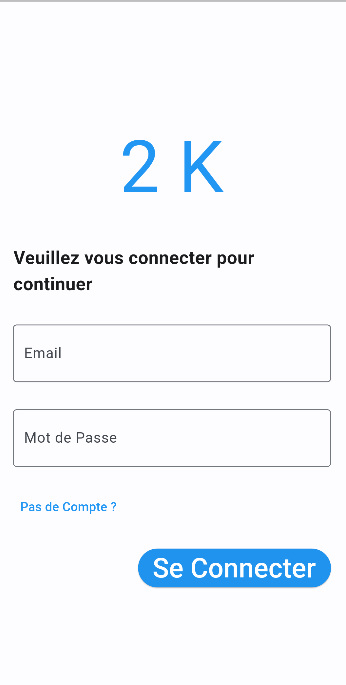 2 K
Veuillez vous connecter pour
continuer
Email
Mot de Passe
Pas de Compte ?
Se Connecter